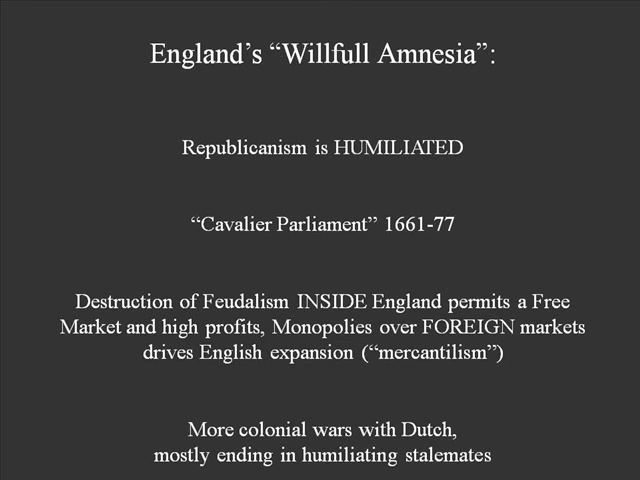 England’s “Willfull Amnesia”:
Republicanism is HUMILIATED
“Cavalier Parliament” 1661-77
Destruction of Feudalism INSIDE England permits a Free
Market and high profits, Monopolies over FOREIGN markets
drives English expansion (“mercantilism”)
More colonial wars with Dutch,
mostly ending in humiliating stalemates